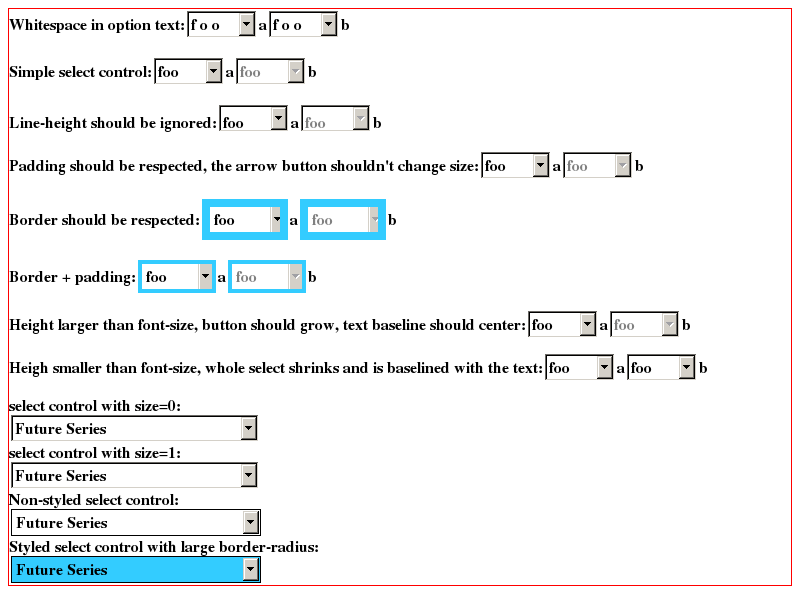 Whitespace in option text: f o o a f o o b
Simple select control: foo a foo b
Line-height should be ignored: foo a foo b
Padding should be respected, the arrow button shouldn't change size: foo a foo b
Border should be respected: foo a foo b
Border + padding: foo a foo b
Height larger than font-size, button should grow, text baseline should center: foo a foo b
Heigh smaller than font-size, whole select shrinks and is baselined with the text: foo a foo b
select control with size=0:
Future Series
select control with size=1:
Future Series
Non-styled select control:
Future Series
Styled select control with large border-radius:
Future Series